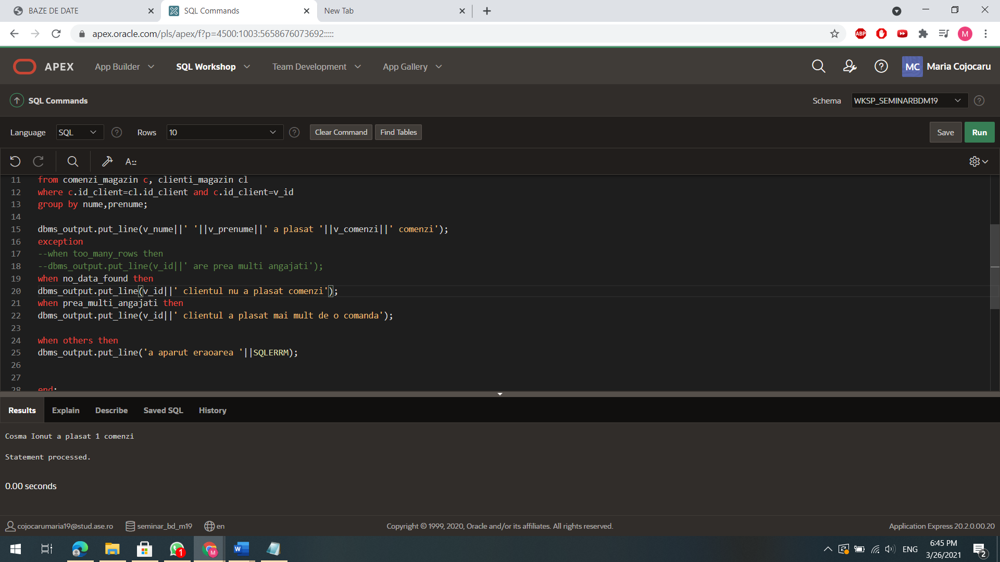 BAZE DE DATE
SQL Commands
New Tab
apex.oracle.com/pls/apex/f?p=4500:1003:5658676073692:::::
ABP
M
APEX
App Builder
SQL Workshop
Team Development
App Gallery
MC
Maria Cojocaru
SQL Commands
Schema
WKSP_SEMINARBDM19
Language
SQL
Rows
10
Clear Command
Find Tables
Save
Run
A::
11 from comenzi_magazin c, clienti_magazin cl
12 where c.id_client=cl.id_client and c.id_client=v_id
13 group by nume,prenume;
14
15 dbms_output.put_line(v_nume||' '||v_prenume||' a plasat '||v_comenzi||' comenzi');
16 exception
17 --when too_many_rows then
18 --dbms_output.put_line(v_id||' are prea multi angajati');
19 when no_data_found then
20 dbms_output.put_line(v_id||' clientul nu a plasat comenzi');
21 when prea_multi_angajati then
22 dbms_output.put_line(v_id||' clientul a plasat mai mult de o comanda');
23
24 when others then
25 dbms_output.put_line('a aparut eraoarea '||SQLERRM);
26
27
28 end;
Results
Explain
Describe
Saved SQL
History
Cosma Ionut a plasat 1 comenzi
Statement processed.
0.00 seconds
cojocarumaria19@stud.ase.ro
seminar_bd_m19
en
Copyright © 1999, 2020, Oracle and/or its affiliates. All rights reserved.
Application Express 20.2.0.00.20
1
M
W
ENG
6:45 PM
3/26/2021
2